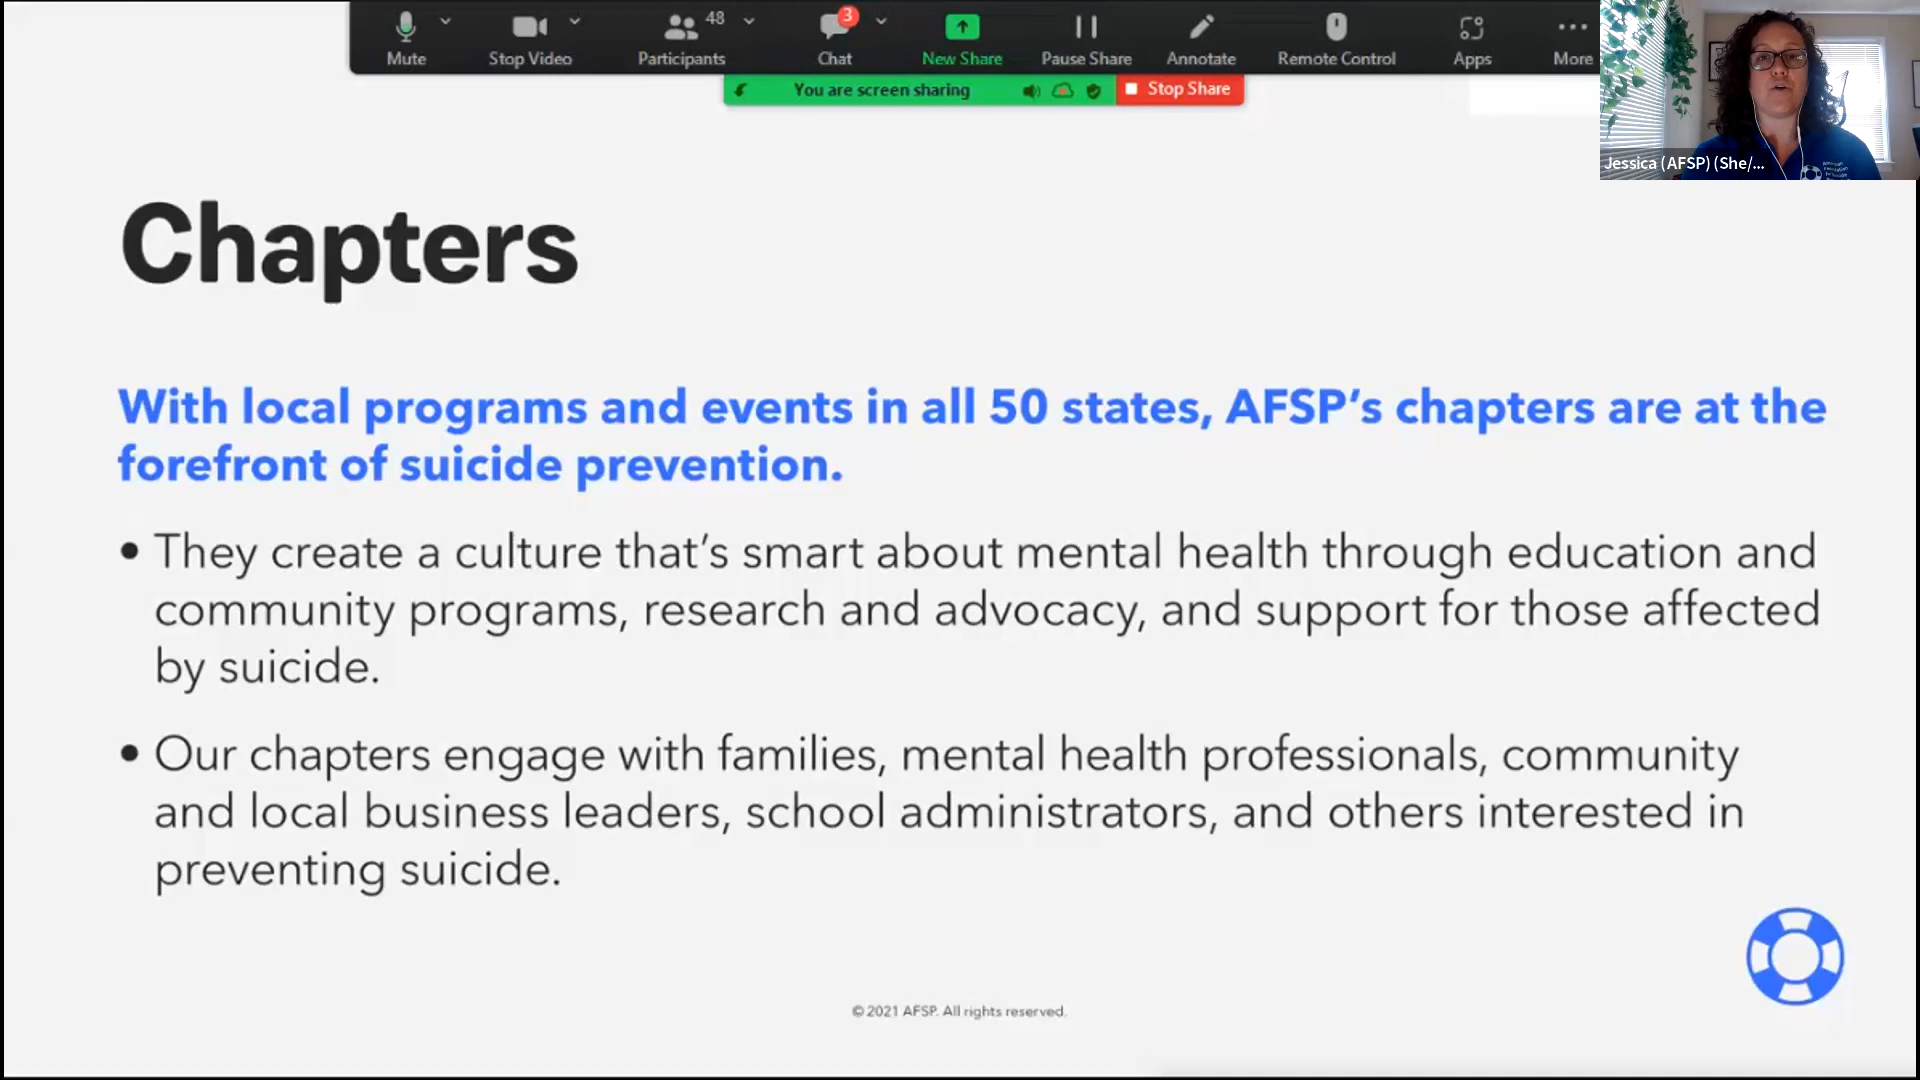 Mute
Stop Video
Participants
48
Chat
3
New Share
Pause Share
Annotate
Remote Control
Apps
More
You are screen sharing
Stop Share
Jessica (AFSP) (She/...
Chapters
With local programs and events in all 50 states, AFSP’s chapters are at the
forefront of suicide prevention.
• They create a culture that’s smart about mental health through education and
community programs, research and advocacy, and support for those affected
by suicide.
• Our chapters engage with families, mental health professionals, community
and local business leaders, school administrators, and others interested in
preventing suicide.
© 2021 AFSP. All rights reserved.